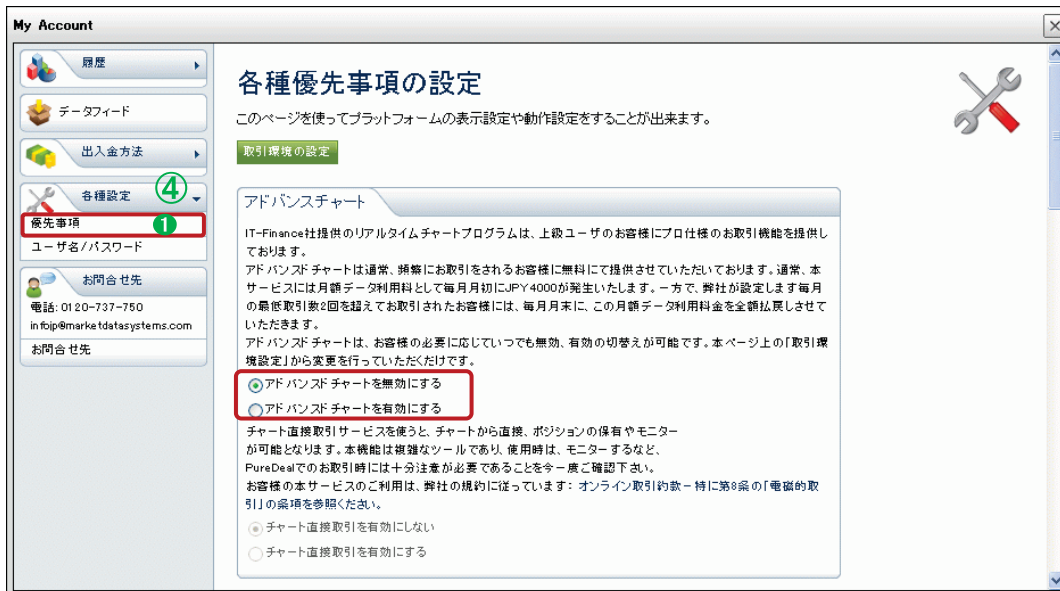 My Account
履歴
データフィード
出入金方法
各種設定
④
優先事項
❶
ユーザ名/パスワード
お問合せ先
電話: 0120-737-750
infojp@marketdatasystems.com
お問合せ先
各種優先事項の設定
このページを使ってプラットフォームの表示設定や動作設定をすることが出来ます。
取引環境の設定
アドバンスチャート
IT-Finance社提供のリアルタイムチャートプログラムは、上級ユーザのお客様にプロ仕様のお取引機能を提供し
ております。
アドバンスドチャートは通常、頻繁にお取引をされるお客様に無料にて提供させていただいております。通常、本
サービスには月額データ利用料として毎月月初にJPY4000が発生いたします。一方で、弊社が設定します毎月
の最低取引数2回を超えてお取引されたお客様には、毎月月末に、この月額データ利用料金を全額払戻しさせて
いただきます。
アドバンスドチャートは、お客様の必要に応じていつでも無効、有効の切替えが可能です。本ページ上の「取引環
境設定」から変更を行っていただくだけです。
アドバンスドチャートを無効にする
アドバンスドチャートを有効にする
チャート直接取引サービスを使うと、チャートから直接、ポジションの保有やモニター
が可能となります。本機能は複雑なツールであり、使用時は、モニターするなど、
PureDealでのお取引時には十分注意が必要であることを今一度ご確認下さい。
お客様の本サービスのご利用は、弊社の規約に従っています: オンライン取引約款－特に第8条の「電磁的取
引」の条項を参照ください。
チャート直接取引を有効にしない
チャート直接取引を有効にする